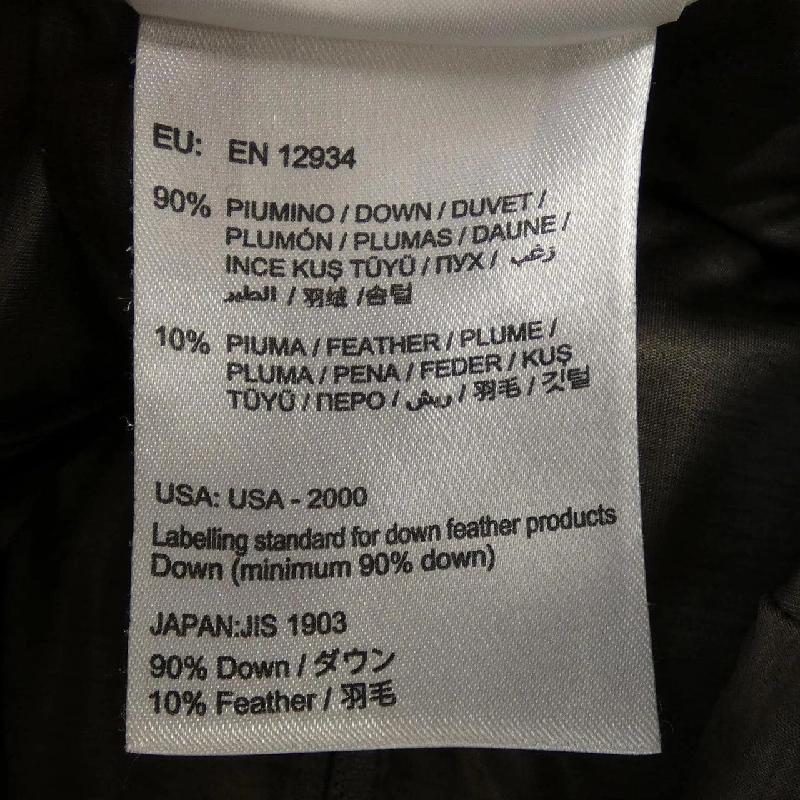 EU: EN 12934
90% PIUMINO / DOWN / DUVET /
PLUMÓN / PLUMAS / DAUNE /
INCE KUŞ TÜYÜ / ПУХ / زغب
الطير / 羽绒 /솜털
10% PIUMA / FEATHER / PLUME /
PLUMA / PENA / FEDER / KUŞ
TÜYÜ / ПЕРО / ريش / 羽毛 / 깃털
USA: USA - 2000
Labelling standard for down feather products
Down (minimum 90% down)
JAPAN:JIS 1903
90% Down / ダウン
10% Feather / 羽毛